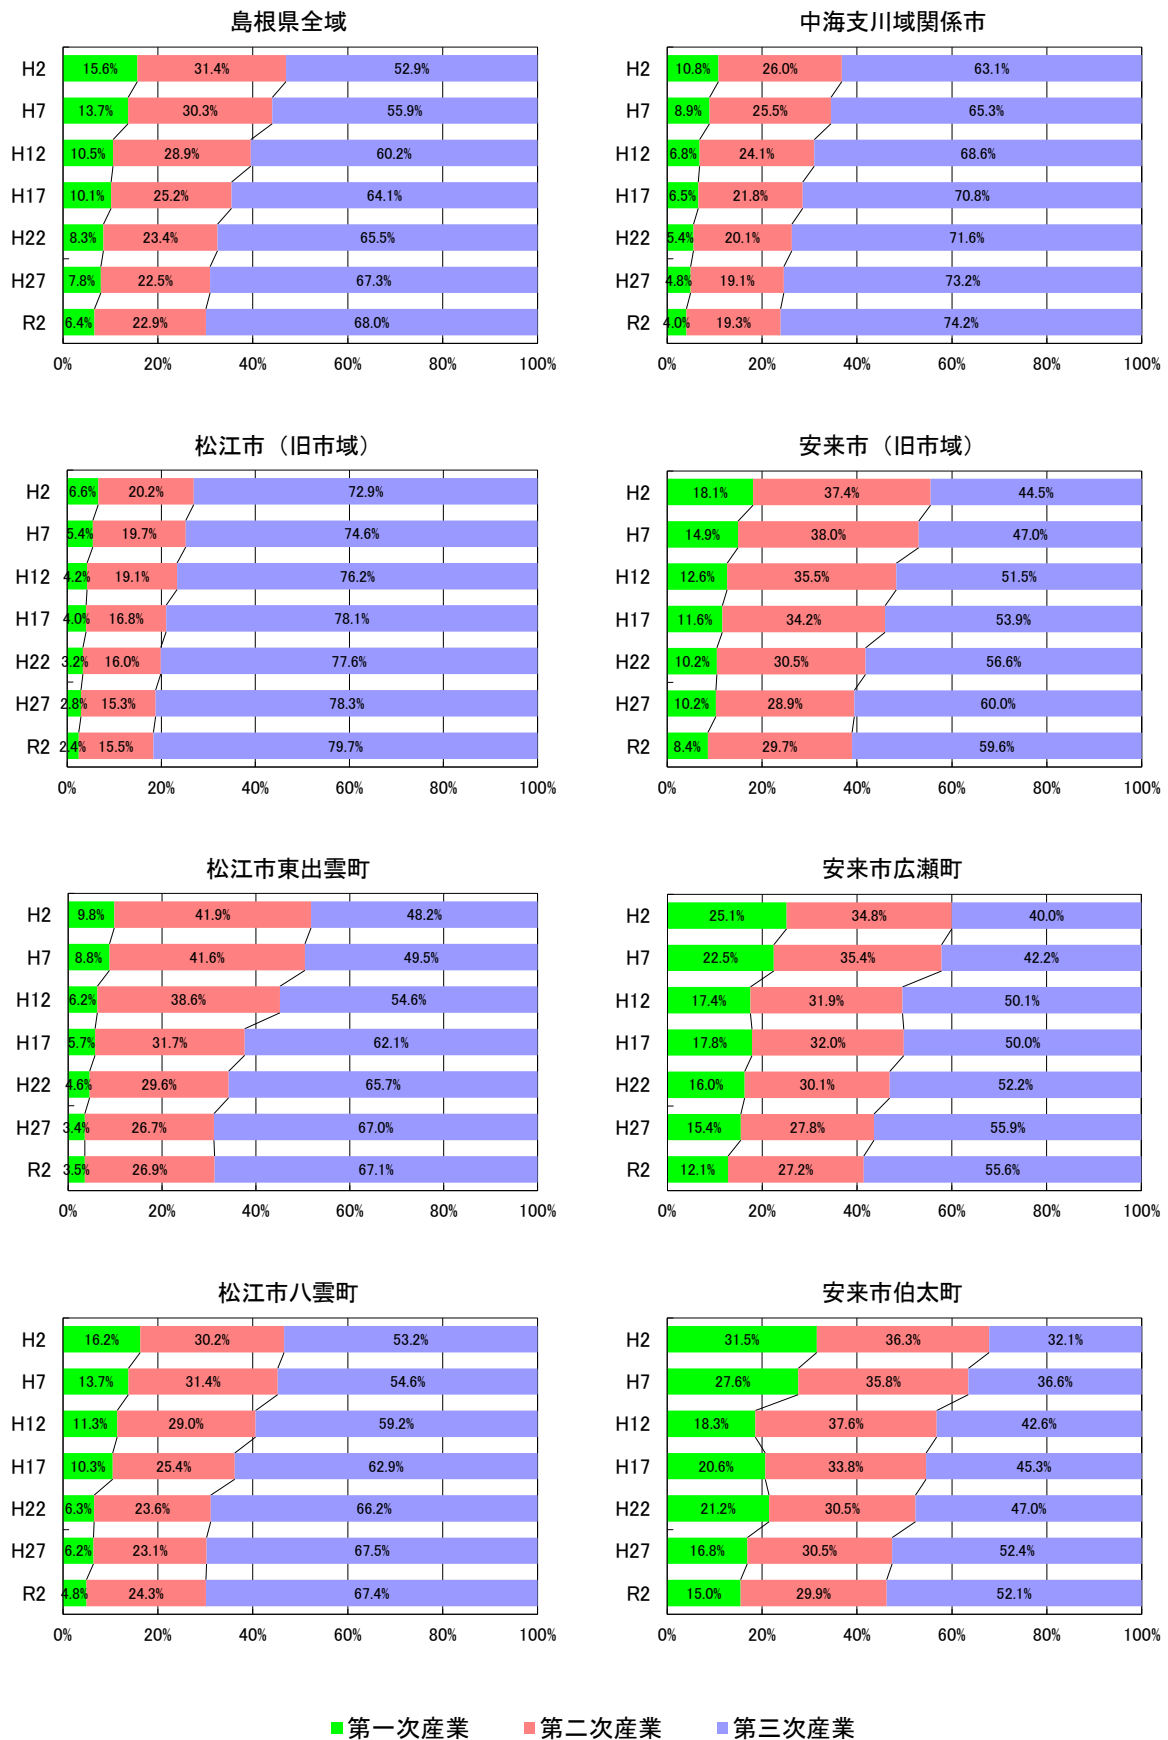 島根県全域
H2 15.6% 31.4% 52.9%
H7 13.7% 30.3% 55.9%
H12 10.5% 28.9% 60.2%
H17 10.1% 25.2% 64.1%
H22 8.3% 23.4% 65.5%
H27 7.8% 22.5% 67.3%
R2 6.4% 22.9% 68.0%
0% 20% 40% 60% 80% 100%
中海支川域関係市
H2 10.8% 26.0% 63.1%
H7 8.9% 25.5% 65.3%
H12 6.8% 24.1% 68.6%
H17 6.5% 21.8% 70.8%
H22 5.4% 20.1% 71.6%
H27 4.8% 19.1% 73.2%
R2 4.0% 19.3% 74.2%
0% 20% 40% 60% 80% 100%
松江市（旧市域）
H2 6.6% 20.2% 72.9%
H7 5.4% 19.7% 74.6%
H12 4.2% 19.1% 76.2%
H17 4.0% 16.8% 78.1%
H22 3.2% 16.0% 77.6%
H27 2.8% 15.3% 78.3%
R2 2.4% 15.5% 79.7%
0% 20% 40% 60% 80% 100%
安来市（旧市域）
H2 18.1% 37.4% 44.5%
H7 14.9% 38.0% 47.0%
H12 12.6% 35.5% 51.5%
H17 11.6% 34.2% 53.9%
H22 10.2% 30.5% 56.6%
H27 10.2% 28.9% 60.0%
R2 8.4% 29.7% 59.6%
0% 20% 40% 60% 80% 100%
松江市東出雲町
H2 9.8% 41.9% 48.2%
H7 8.8% 41.6% 49.5%
H12 6.2% 38.6% 54.6%
H17 5.7% 31.7% 62.1%
H22 4.6% 29.6% 65.7%
H27 3.4% 26.7% 67.0%
R2 3.5% 26.9% 67.1%
0% 20% 40% 60% 80% 100%
安来市広瀬町
H2 25.1% 34.8% 40.0%
H7 22.5% 35.4% 42.2%
H12 17.4% 31.9% 50.1%
H17 17.8% 32.0% 50.0%
H22 16.0% 30.1% 52.2%
H27 15.4% 27.8% 55.9%
R2 12.1% 27.2% 55.6%
0% 20% 40% 60% 80% 100%
松江市八雲町
H2 16.2% 30.2% 53.2%
H7 13.7% 31.4% 54.6%
H12 11.3% 29.0% 59.2%
H17 10.3% 25.4% 62.9%
H22 6.3% 23.6% 66.2%
H27 6.2% 23.1% 67.5%
R2 4.8% 24.3% 67.4%
0% 20% 40% 60% 80% 100%
安来市伯太町
H2 31.5% 36.3% 32.1%
H7 27.6% 35.8% 36.6%
H12 18.3% 37.6% 42.6%
H17 20.6% 33.8% 45.3%
H22 21.2% 30.5% 47.0%
H27 16.8% 30.5% 52.4%
R2 15.0% 29.9% 52.1%
0% 20% 40% 60% 80% 100%
第一次産業 第二次産業 第三次産業